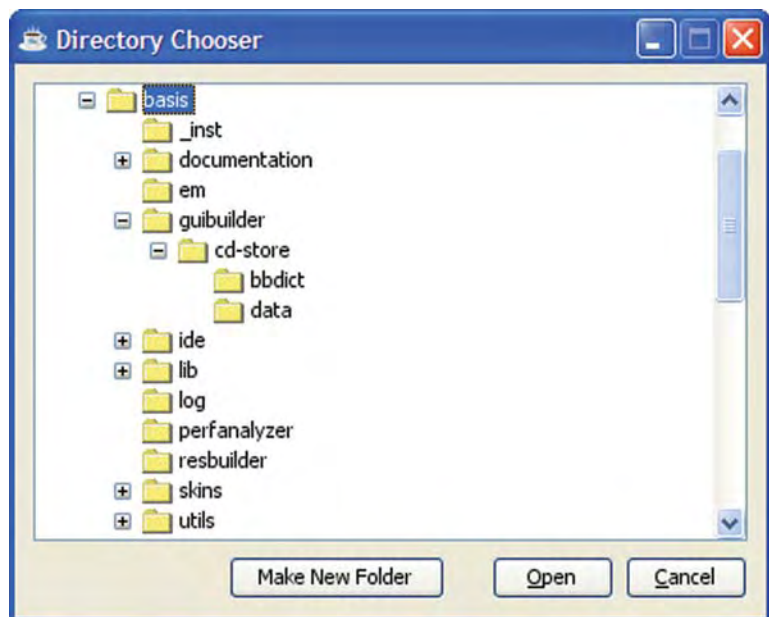 Directory Chooser
basis
_inst
documentation
em
guibuilder
cd-store
bbdict
data
ide
lib
log
perfanalyzer
resbuilder
skins
utils
Make New Folder Open Cancel